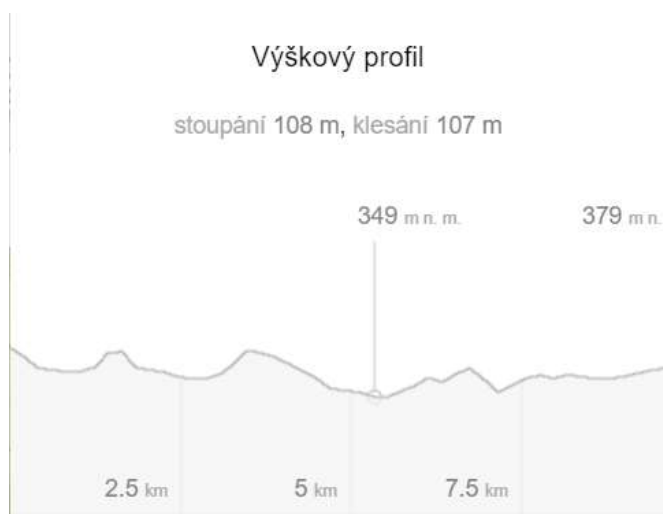 Výškový profil
stoupání 108 m, klesání 107 m
349 m n. m. 379 m n.
2.5 km 5 km 7.5 km